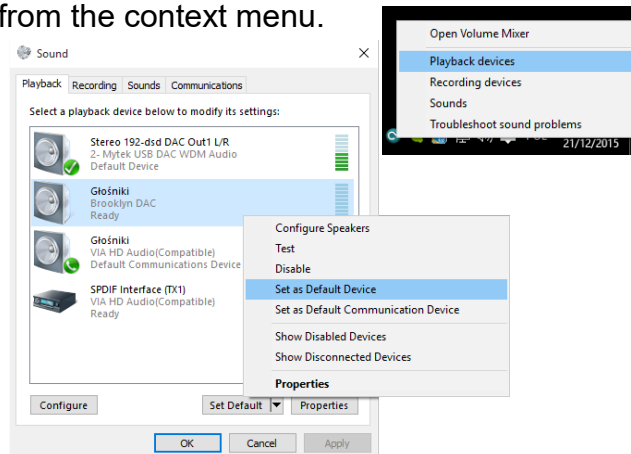 from the context menu.
Sound
Playback Recording Sounds Communications
Select a playback device below to modify its settings:
Stereo 192-dsd DAC Out1 L/R
2- Mytek USB DAC WDM Audio
Default Device
Głośniki
Brooklyn DAC
Ready
Głośniki
VIA HD Audio(Compatible)
Default Communications Device
SPDIF Interface (TX1)
VIA HD Audio(Compatible)
Ready
Configure Set Default Properties
OK Cancel Apply
Configure Speakers
Test
Disable
Set as Default Device
Set as Default Communication Device
Show Disabled Devices
Show Disconnected Devices
Properties
Open Volume Mixer
Playback devices
Recording devices
Sounds
Troubleshoot sound problems
21/12/2015